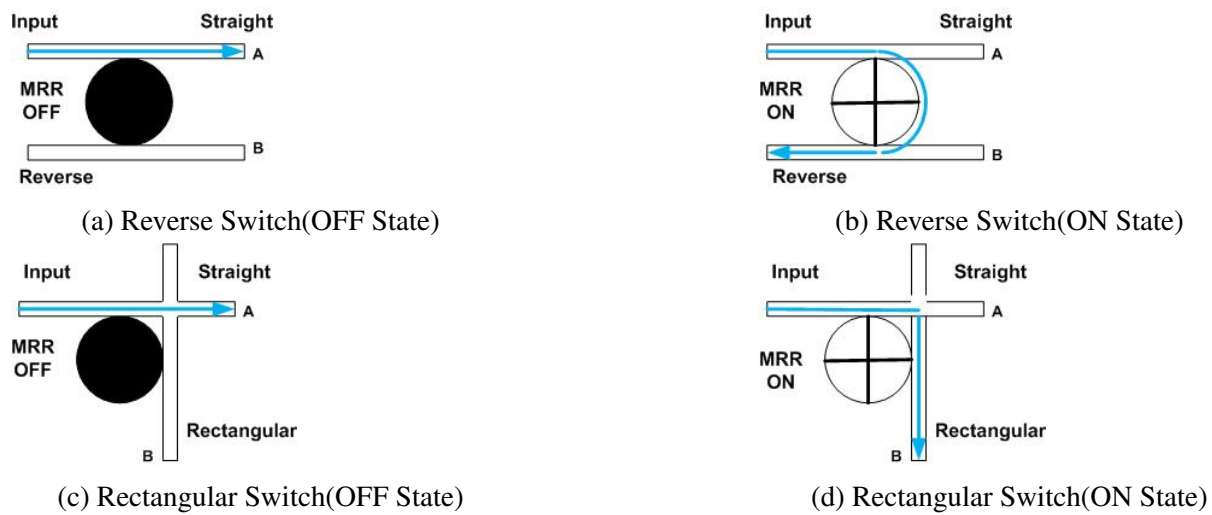 Input Straight
A
MRR
OFF
B
Reverse
Input Straight
A
MRR
ON
B
Reverse
(a) Reverse Switch(OFF State)
(b) Reverse Switch(ON State)
Input Straight
A
MRR
OFF
Rectangular
B
Input Straight
A
MRR
ON
Rectangular
B
(c) Rectangular Switch(OFF State)
(d) Rectangular Switch(ON State)